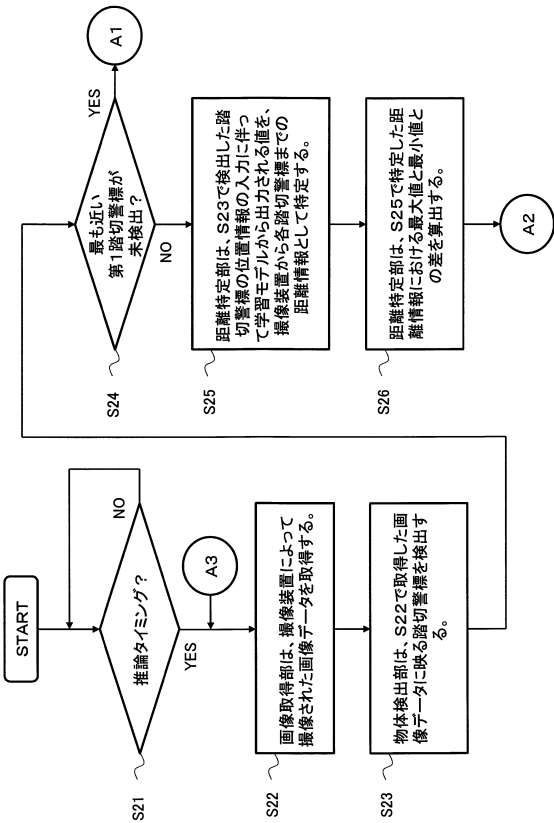 START
推論タイミング?
NO
YES
S21
A3
画像取得部は、撮像装置によって
撮像された画像データを取得する。
S22
物体検出部は、S22で取得した画
像データに映る踏切警標を検出す
る。
S23
最も近い
第1踏切警標が
未検出?
YES
A1
NO
S24
距離特定部は、S23で検出した踏
切警標の位置情報の入力に伴っ
て学習モデルから出力される値を、
撮像装置から各踏切警標までの
距離情報として特定する。
S25
距離特定部は、S25で特定した距
離情報における最大値と最小値と
の差を算出する。
S26
A2